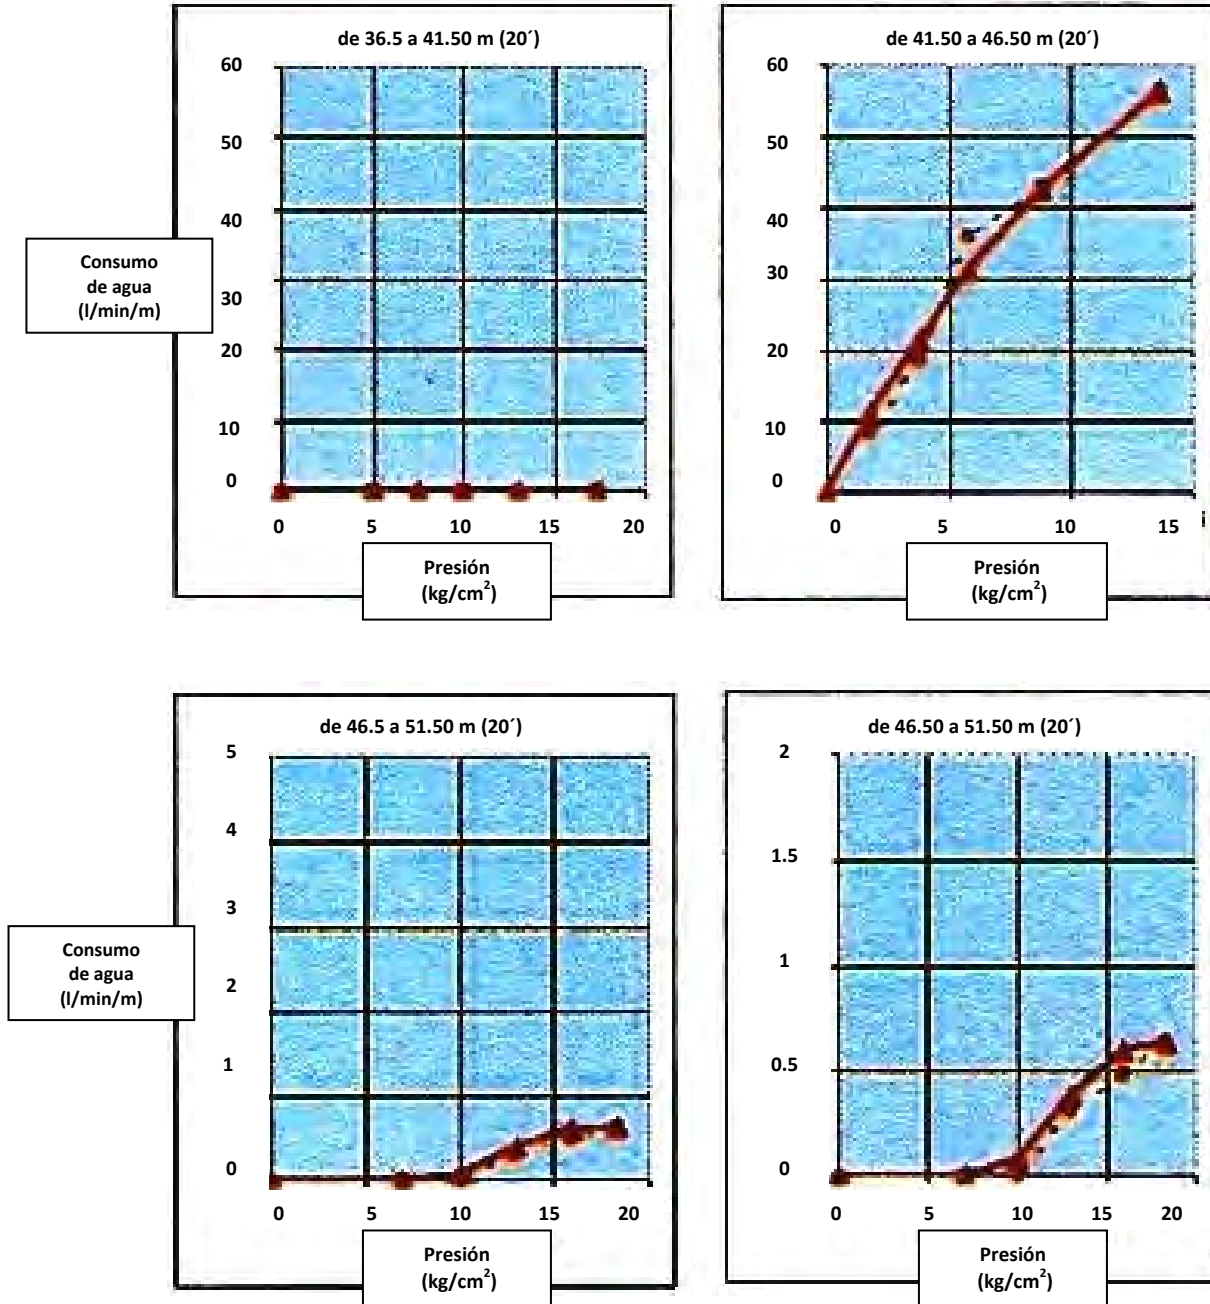 de 36.5 a 41.50 m (20´)
60
50
40
30
20
10
0
Consumo
de agua
(l/min/m)
0 5 10 15 20
Presión
(kg/cm²)
de 41.50 a 46.50 m (20´)
60
50
40
30
20
10
0
0 5 10 15
Presión
(kg/cm²)
de 46.5 a 51.50 m (20´)
5
4
3
2
1
0
Consumo
de agua
(l/min/m)
0 5 10 15 20
Presión
(kg/cm²)
de 46.50 a 51.50 m (20´)
2
1.5
1
0.5
0
0 5 10 15 20
Presión
(kg/cm²)